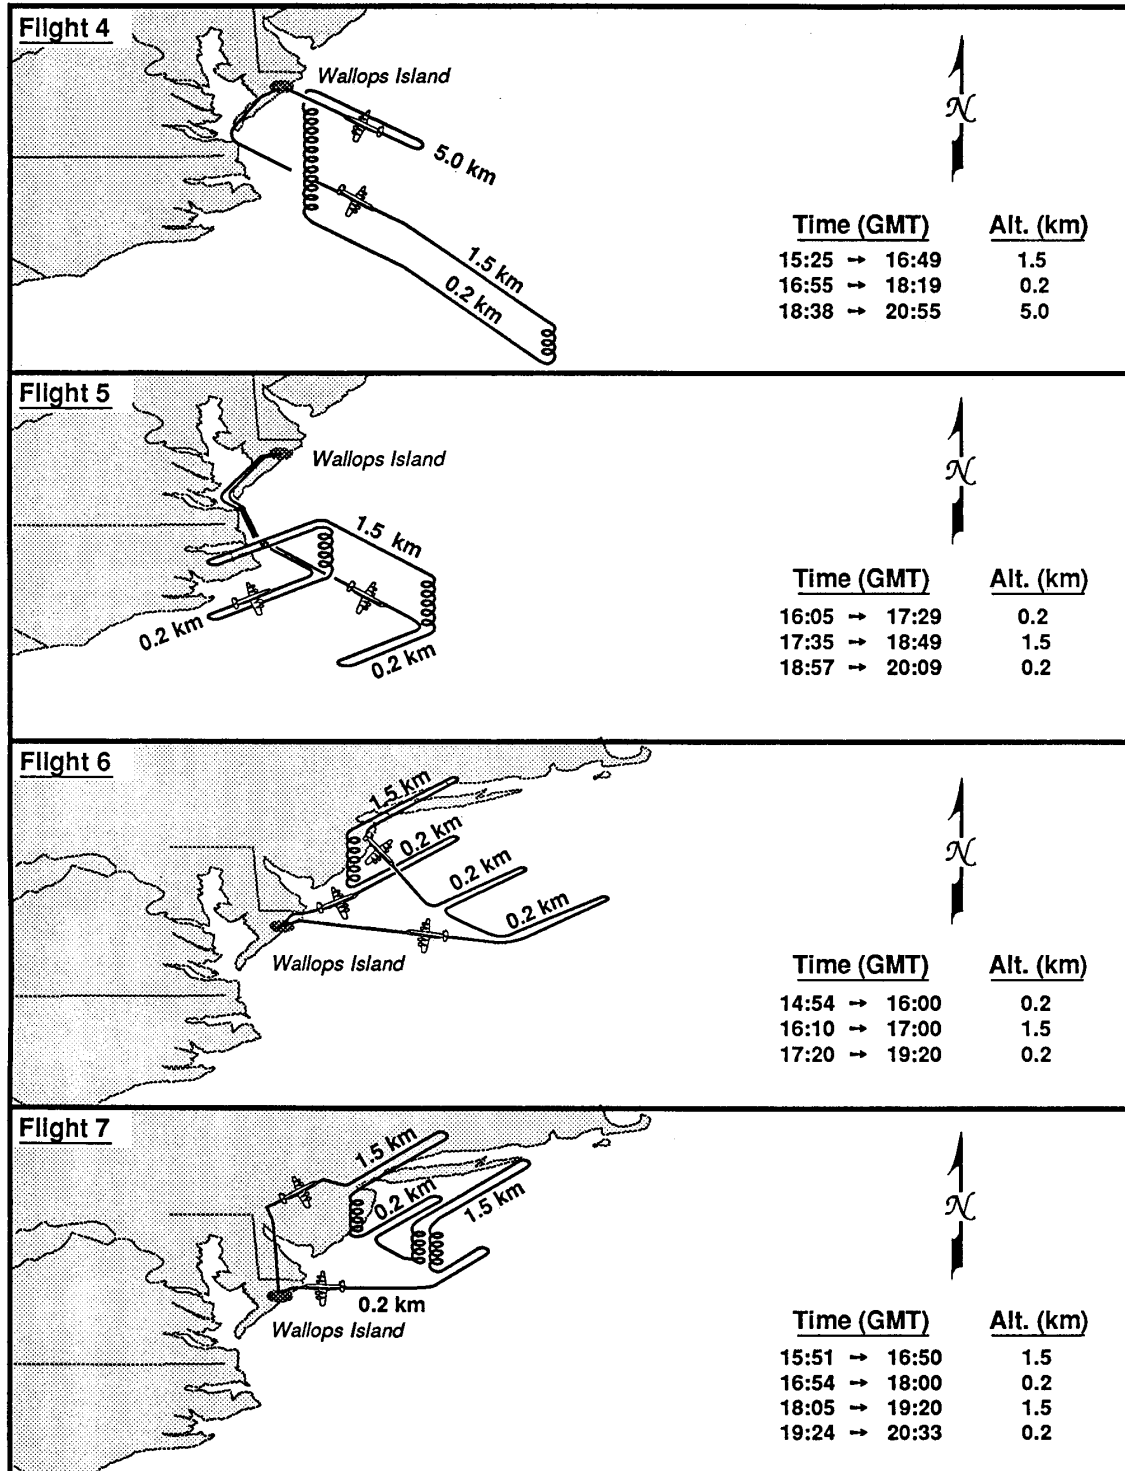 Flight 4
Wallops Island
5.0 km
1.5 km
0.2 km
N
Time (GMT) Alt. (km)
15:25 → 16:49 1.5
16:55 → 18:19 0.2
18:38 → 20:55 5.0
Flight 5
Wallops Island
1.5 km
0.2 km
0.2 km
N
Time (GMT) Alt. (km)
16:05 → 17:29 0.2
17:35 → 18:49 1.5
18:57 → 20:09 0.2
Flight 6
1.5 km
0.2 km
0.2 km
0.2 km
Wallops Island
N
Time (GMT) Alt. (km)
14:54 → 16:00 0.2
16:10 → 17:00 1.5
17:20 → 19:20 0.2
Flight 7
1.5 km
0.2 km
1.5 km
0.2 km
Wallops Island
N
Time (GMT) Alt. (km)
15:51 → 16:50 1.5
16:54 → 18:00 0.2
18:05 → 19:20 1.5
19:24 → 20:33 0.2